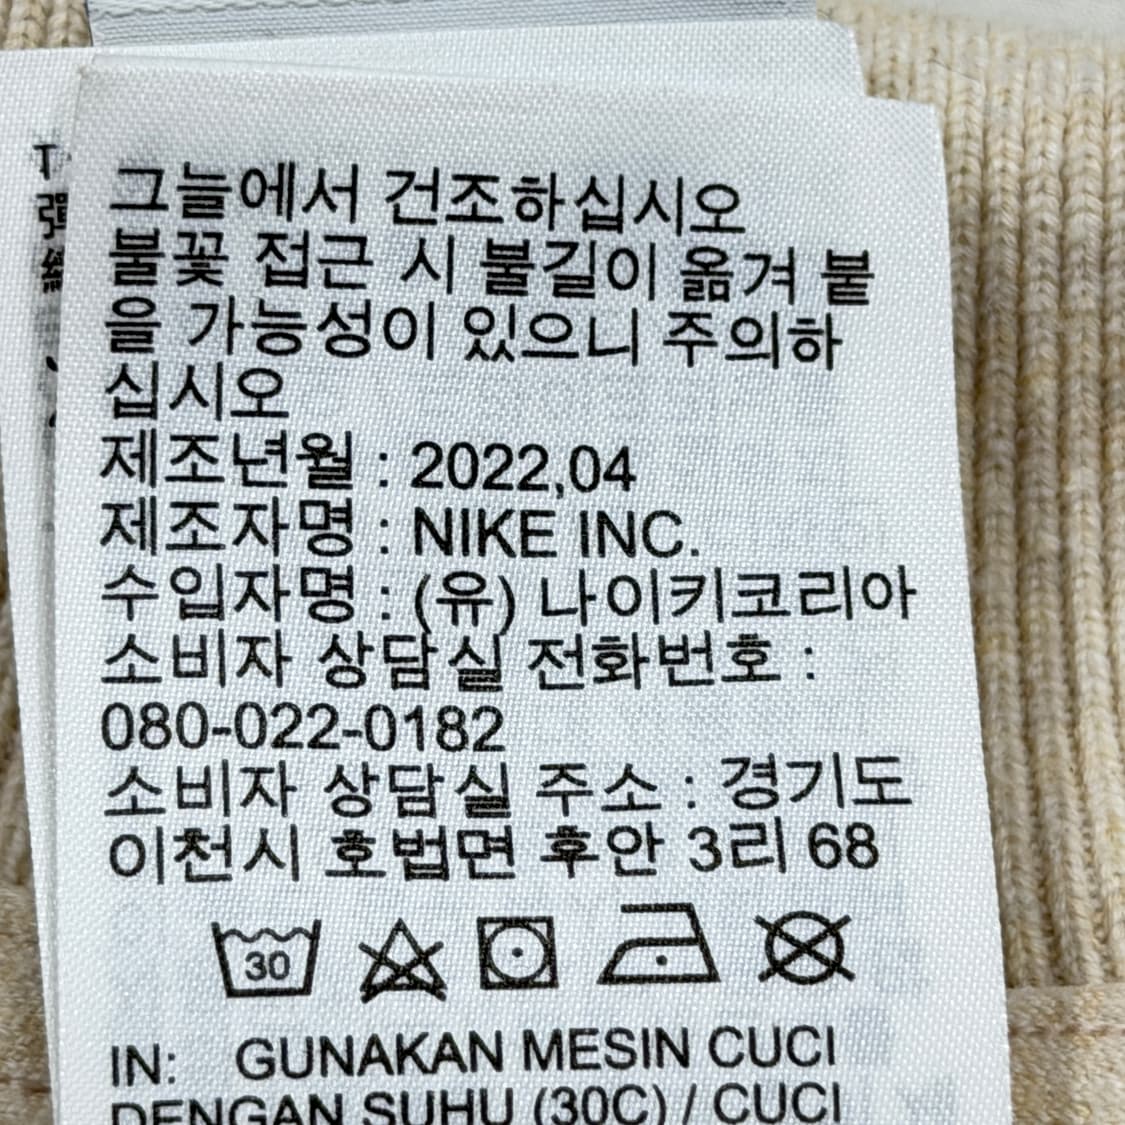 그늘에서 건조하십시오
불꽃 접근 시 불길이 옮겨 붙
을 가능성이 있으니 주의하
십시오
제조년월 : 2022,04
제조자명 : NIKE INC.
수입자명 : (유) 나이키코리아
소비자 상담실 전화번호 :
080-022-0182
소비자 상담실 주소 : 경기도
이천시 호법면 후안 3리 68
30
IN: GUNAKAN MESIN CUCI
DENGAN SUHU (30C) / CUCI